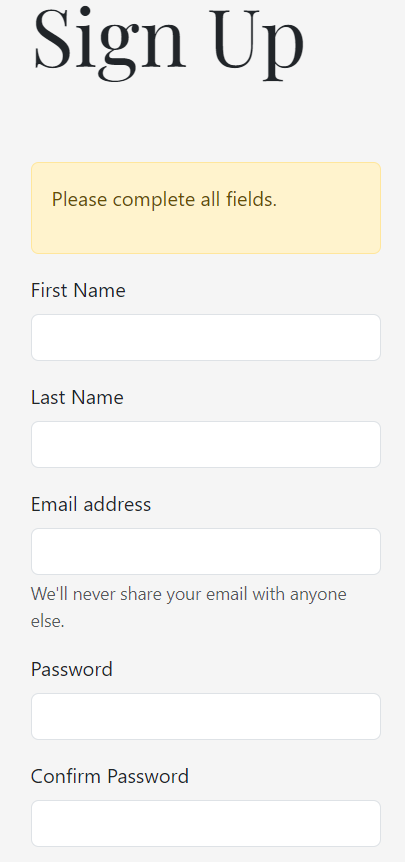 Sign Up
Please complete all fields.
First Name
Last Name
Email address
We'll never share your email with anyone
else.
Password
Confirm Password